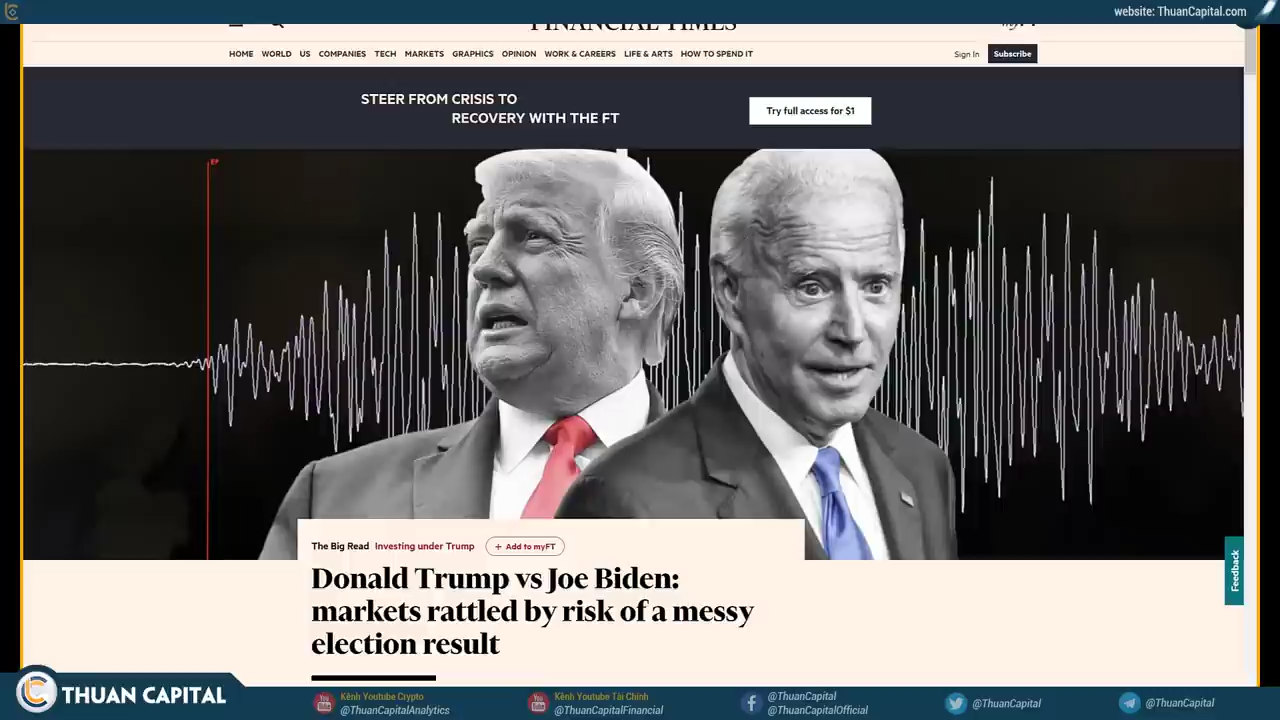 website: ThuanCapital.com
FINANCIAL TIMES
HOME WORLD US COMPANIES TECH MARKETS GRAPHICS OPINION WORK & CAREERS LIFE & ARTS HOW TO SPEND IT
Sign In Subscribe
STEER FROM CRISIS TO
RECOVERY WITH THE FT
Try full access for $1
The Big Read Investing under Trump + Add to myFT
Donald Trump vs Joe Biden:
markets rattled by risk of a messy
election result
Feedback
THUAN CAPITAL
Kênh Youtube Crypto
@ThuanCapitalAnalytics
Kênh Youtube Tài Chính
@ThuanCapitalFinancial
@ThuanCapital
@ThuanCapitalOfficial
@ThuanCapital
@ThuanCapital